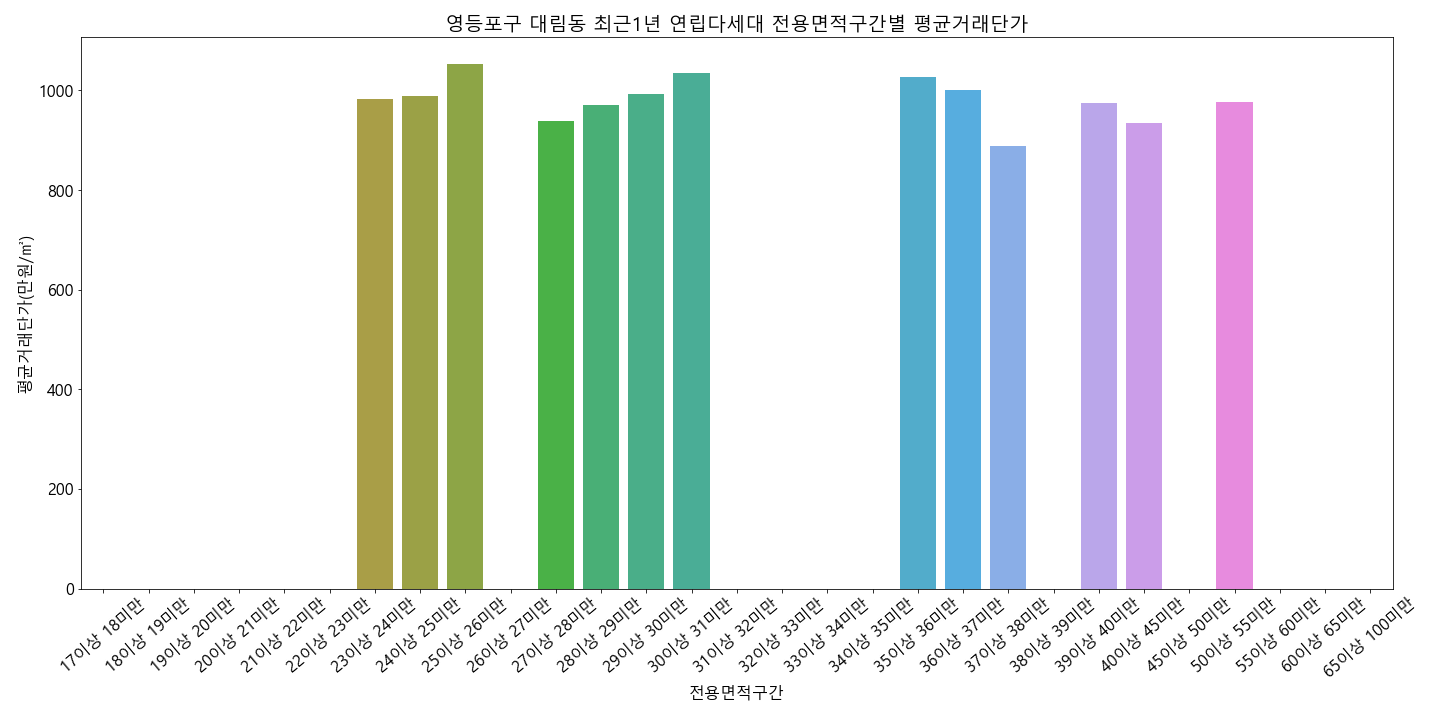 영등포구 대림동 최근1년 연립다세대 전용면적구간별 평균거래단가
평균거래단가(만원/㎡)
1000
800
600
400
200
0
17이상 18미만
18이상 19미만
19이상 20미만
20이상 21미만
21이상 22미만
22이상 23미만
23이상 24미만
24이상 25미만
25이상 26미만
26이상 27미만
27이상 28미만
28이상 29미만
29이상 30미만
30이상 31미만
31이상 32미만
32이상 33미만
33이상 34미만
34이상 35미만
35이상 36미만
36이상 37미만
37이상 38미만
38이상 39미만
39이상 40미만
40이상 45미만
45이상 50미만
50이상 55미만
55이상 60미만
60이상 65미만
65이상 100미만
전용면적구간